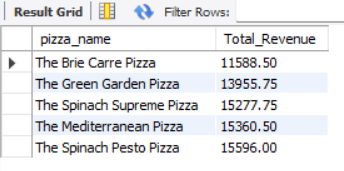 Result Grid Filter Rows:
pizza_name Total_Revenue
The Brie Carre Pizza 11588.50
The Green Garden Pizza 13955.75
The Spinach Supreme Pizza 15277.75
The Mediterranean Pizza 15360.50
The Spinach Pesto Pizza 15596.00